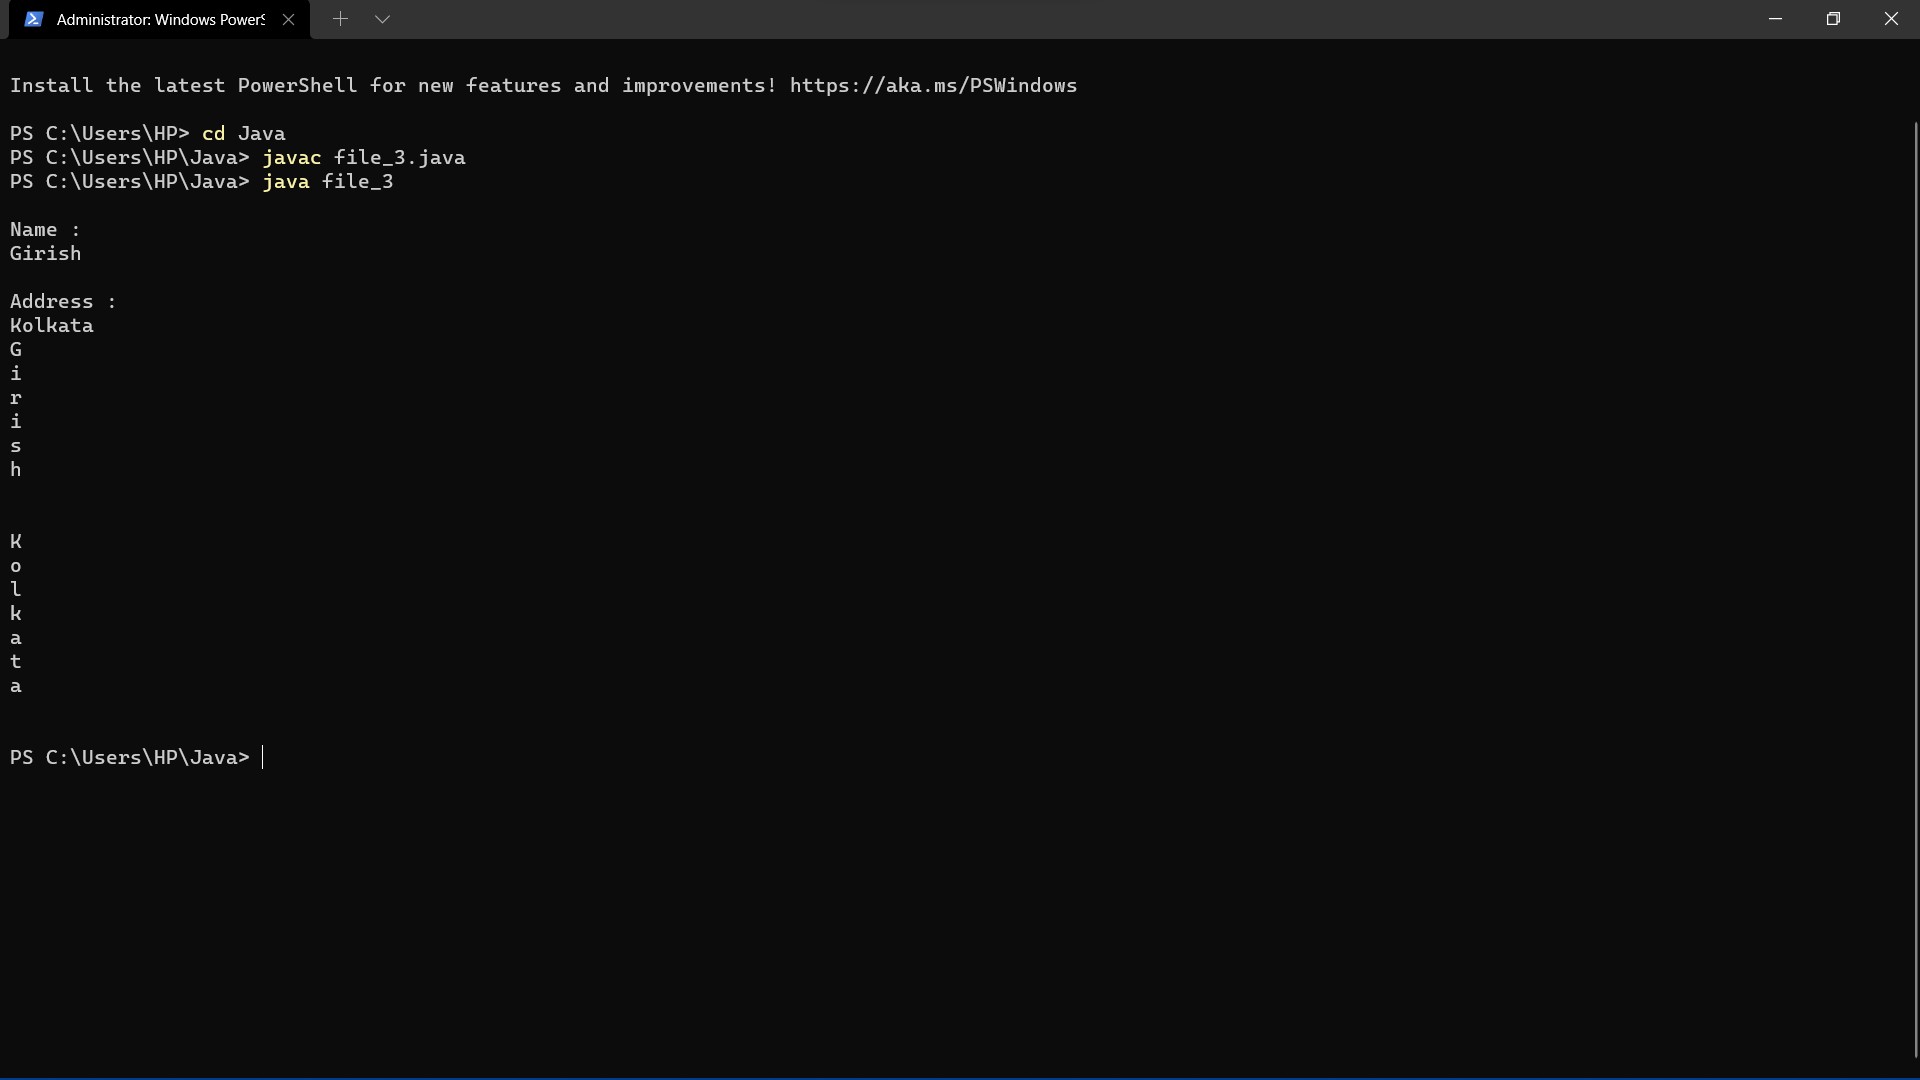 Administrator: Windows PowerS
Install the latest PowerShell for new features and improvements! https://aka.ms/PSWindows
PS C:\Users\HP> cd Java
PS C:\Users\HP\Java> javac file_3.java
PS C:\Users\HP\Java> java file_3
Name :
Girish
Address :
Kolkata
G
i
r
i
s
h
K
o
l
k
a
t
a
PS C:\Users\HP\Java>